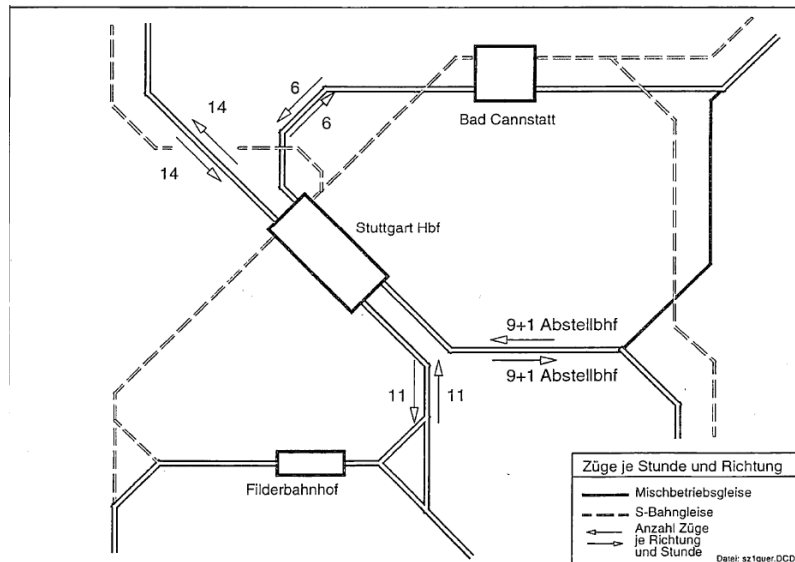 6
6
14
14
Bad Cannstatt
Stuttgart Hbf
9+1 Abstellbhf
9+1 Abstellbhf
11
11
Filderbahnhof
Züge je Stunde und Richtung
Mischbetriebsgleise
S-Bahngleise
Anzahl Züge
je Richtung
und Stunde
Datei: sz1quer.DCD